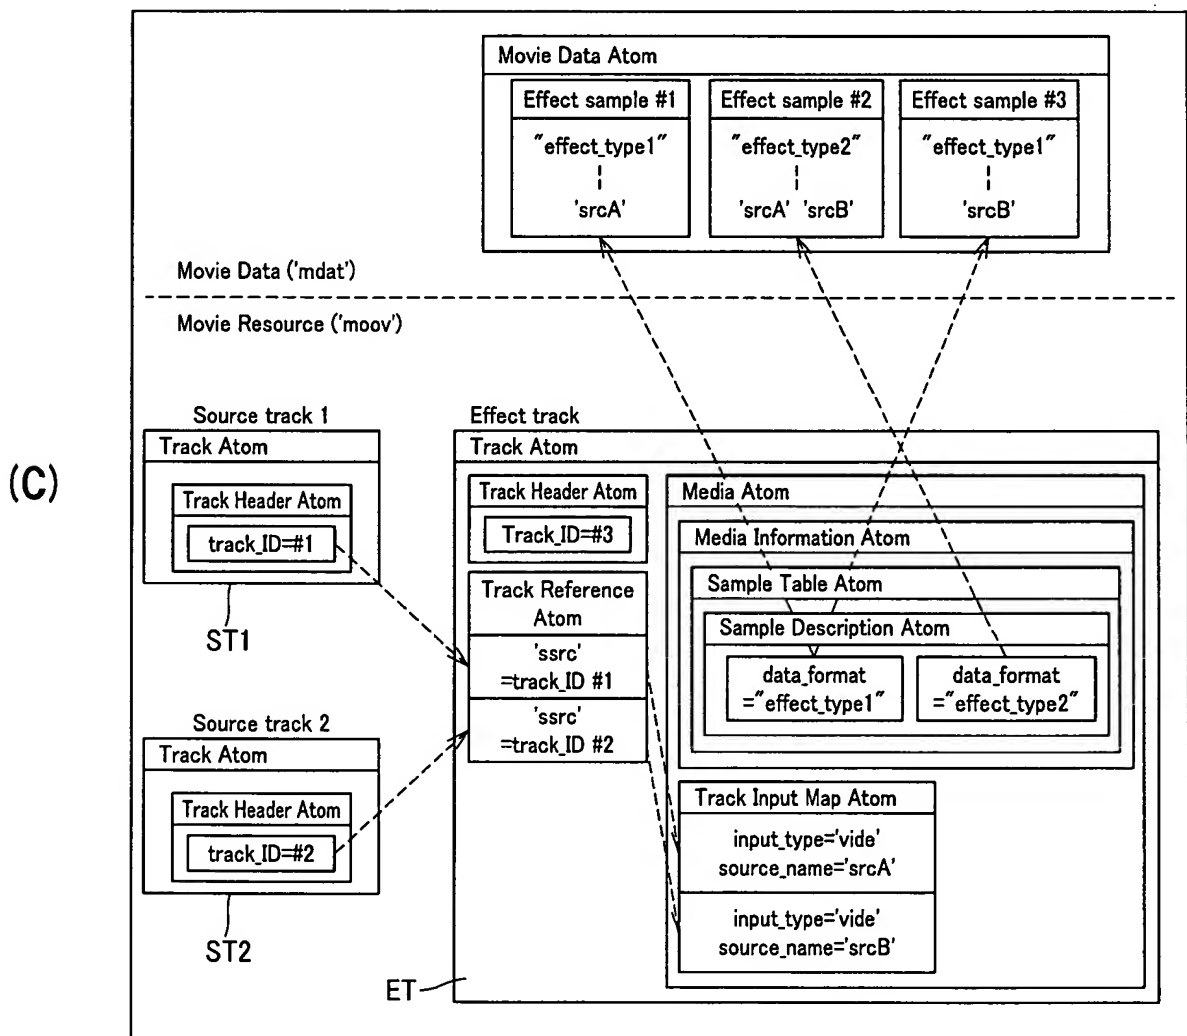 (C)
Movie Data Atom
Effect sample #1
"effect_type1"
'srcA'
Effect sample #2
"effect_type2"
'srcA' 'srcB'
Effect sample #3
"effect_type1"
'srcB'
Movie Data ('mdat')
Movie Resource ('moov')
Source track 1
Track Atom
Track Header Atom
track_ID=#1
ST1
Source track 2
Track Atom
Track Header Atom
track_ID=#2
ST2
Effect track
Track Atom
Track Header Atom
Track_ID=#3
Track Reference
Atom
'ssrc'
=track_ID #1
'ssrc'
=track_ID #2
Media Atom
Media Information Atom
Sample Table Atom
Sample Description Atom
data_format
="effect_type1"
data_format
="effect_type2"
Track Input Map Atom
input_type='vide'
source_name='srcA'
input_type='vide'
source_name='srcB'
ET